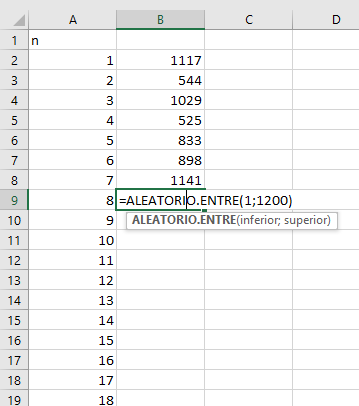 A B C D
1 n
2 1 1117
3 2 544
4 3 1029
5 4 525
6 5 833
7 6 898
8 7 1141
9 8 =ALEATORIO.ENTRE(1;1200)
10 9 ALEATORIO.ENTRE(inferior; superior)
11 10
12 11
13 12
14 13
15 14
16 15
17 16
18 17
19 18